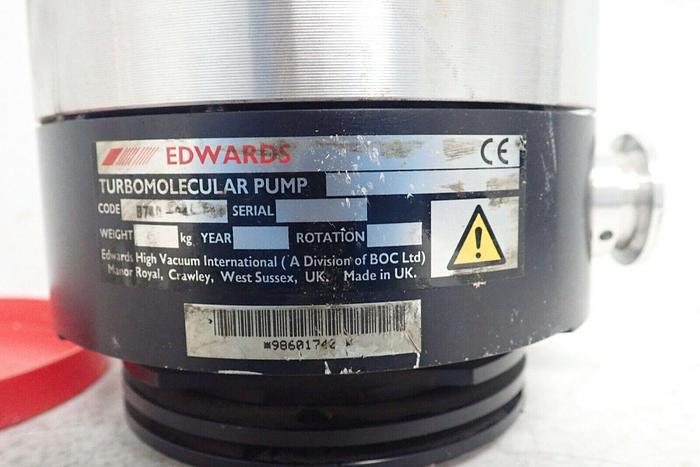 EDWARDS CE
TURBOMOLECULAR PUMP
CODE SERIAL
WEIGHT kg YEAR ROTATION
Edwards High Vacuum International (A Division of BOC Ltd)
Manor Royal, Crawley, West Sussex, UK. Made in UK.